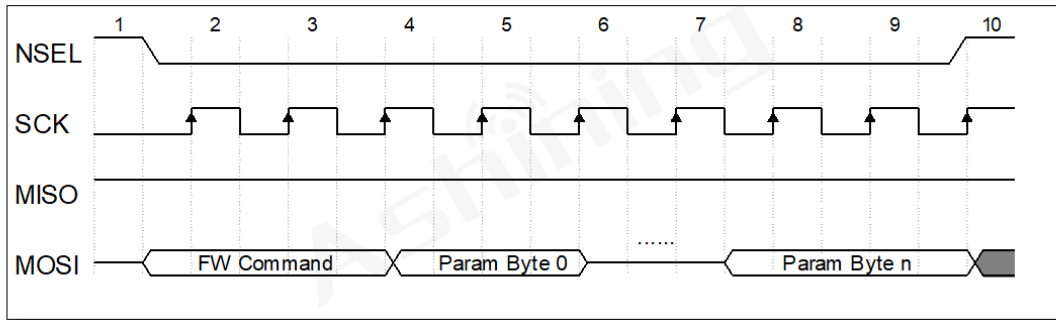 1 2 3 4 5 6 7 8 9 10
NSEL
SCK
MISO
MOSI FW Command Param Byte 0 ...... Param Byte n
Ashining